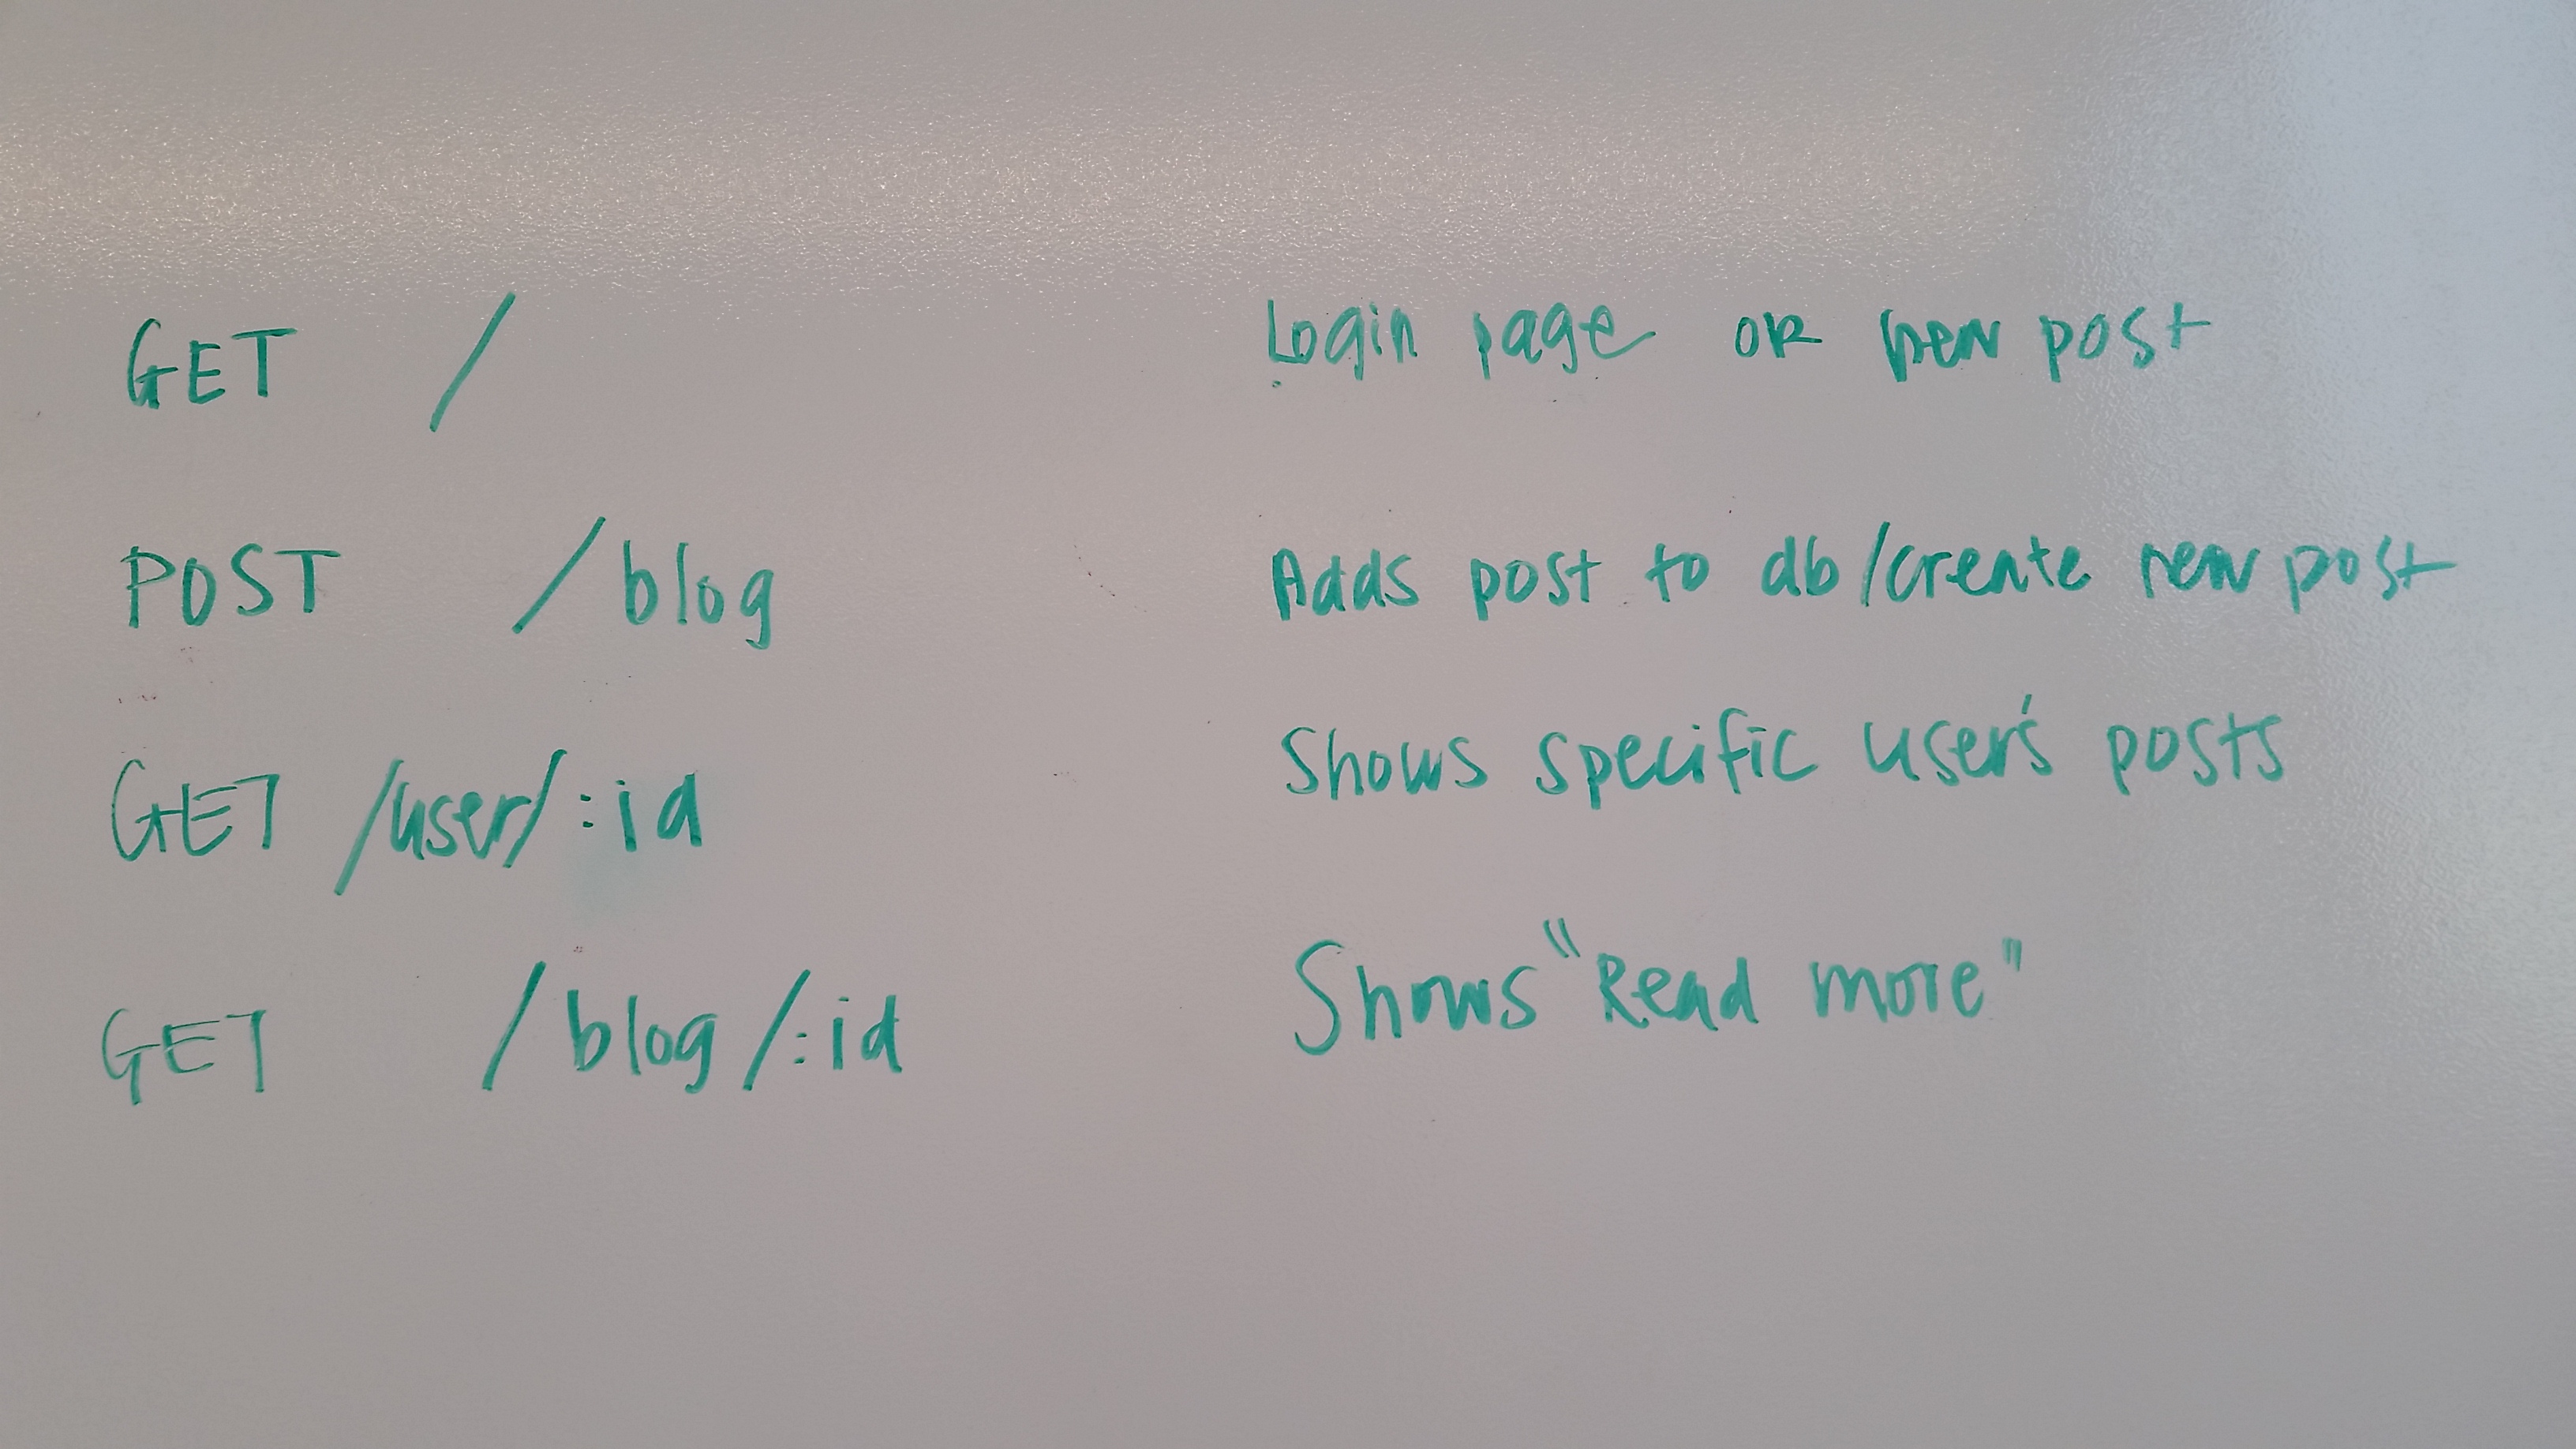 GET / Login page OR new post
POST /blog Adds post to db/create new post
GET /user/:id Shows specific user's posts
GET /blog/:id Shows "Read more"